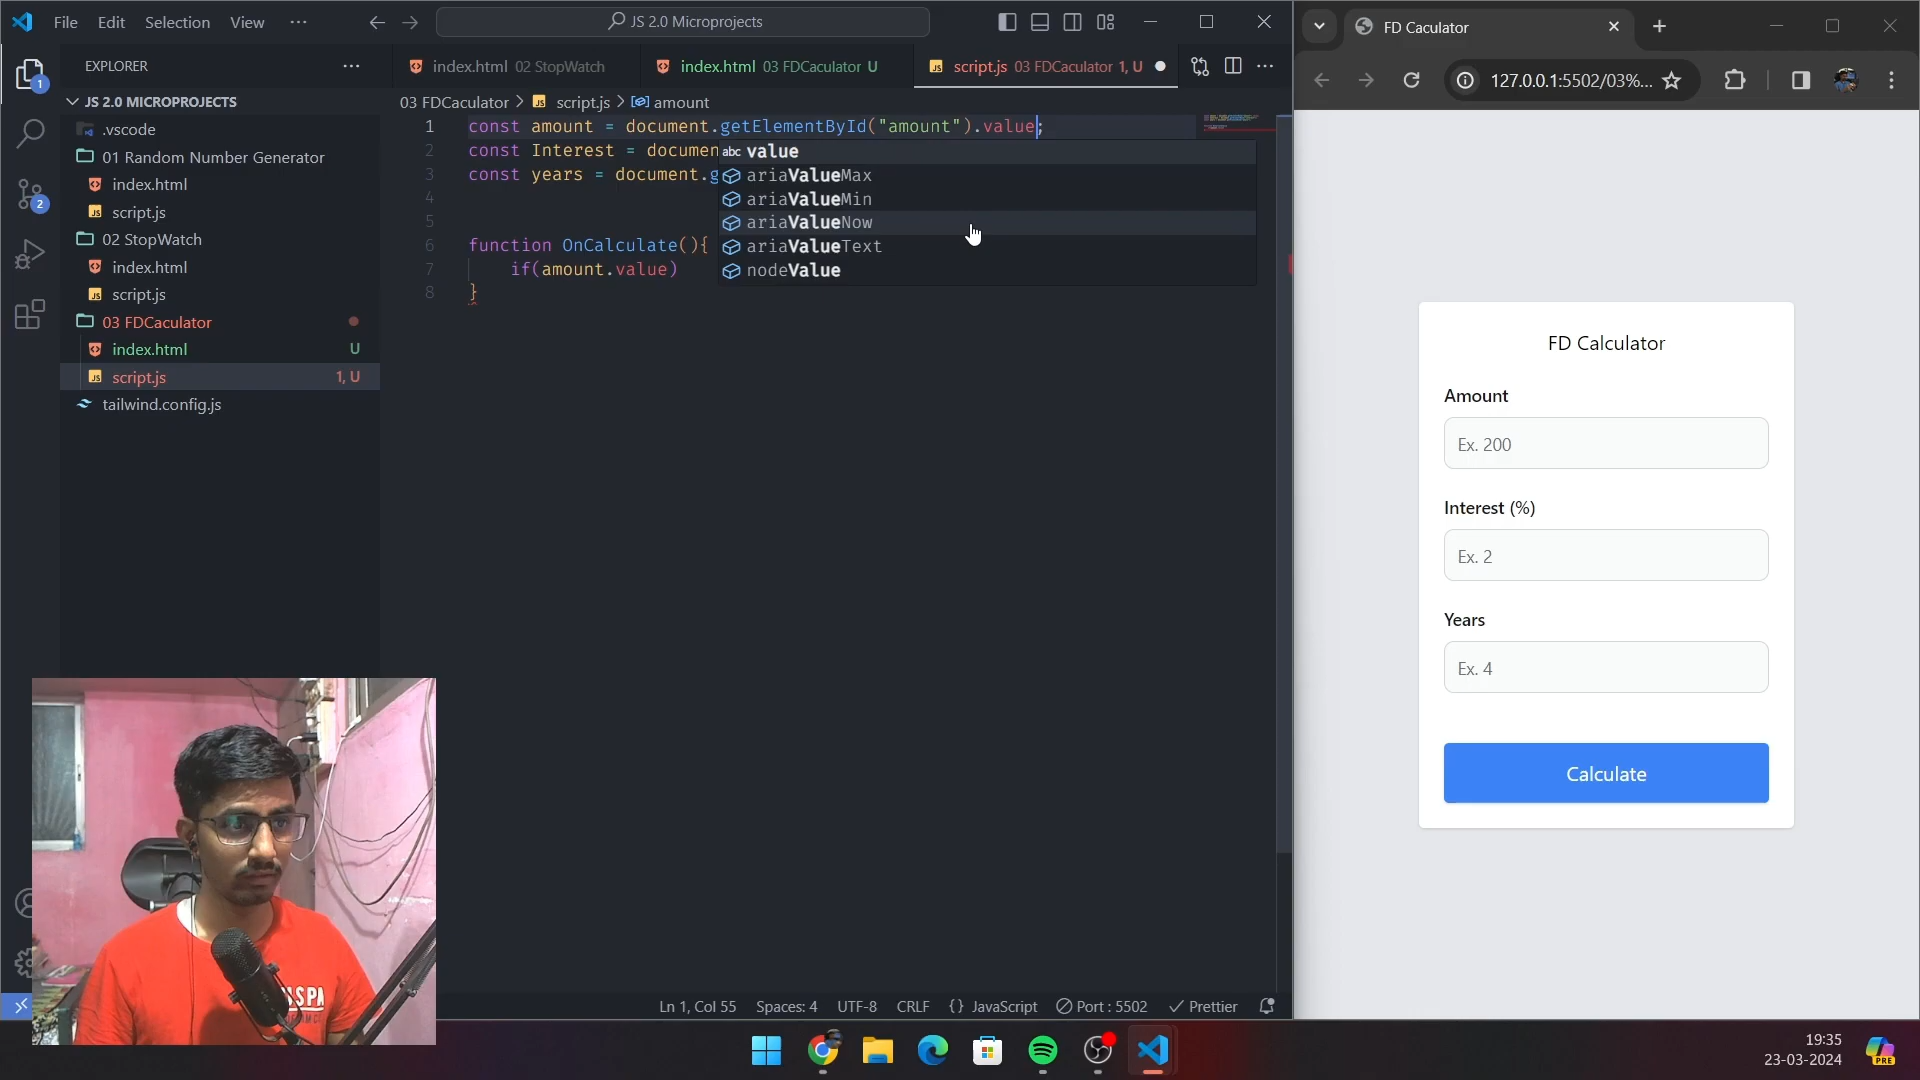 File Edit Selection View ···
JS 2.0 Microprojects
EXPLORER
JS 2.0 MICROPROJECTS
.vscode
01 Random Number Generator
index.html
script.js
02 StopWatch
index.html
script.js
03 FDCaculator
index.html U
script.js 1, U
tailwind.config.js
1
2
index.html 02 StopWatch
index.html 03 FDCaculator U
script.js 03 FDCaculator 1, U
03 FDCaculator > script.js > amount
1 const amount = document.getElementById("amount").value;
2 const Interest = documen
3 const years = document.g
4
5
6 function OnCalculate(){
7 if(amount.value)
8 }
abc value
ariaValueMax
ariaValueMin
ariaValueNow
ariaValueText
nodeValue
Ln 1, Col 55 Spaces: 4 UTF-8 CRLF {} JavaScript Port : 5502 Prettier
FD Caculator
127.0.0.1:5502/03%...
FD Calculator
Amount
Ex. 200
Interest (%)
Ex. 2
Years
Ex. 4
Calculate
19:35
23-03-2024
PRE